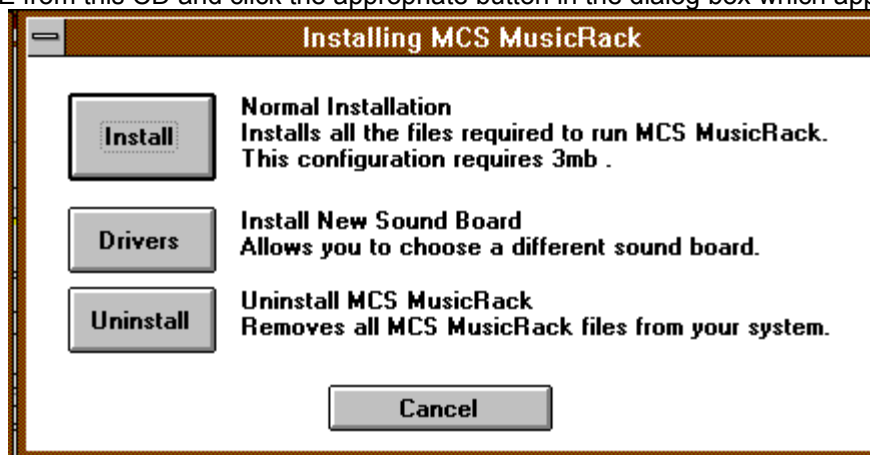 from this CD and click the appropriate button in the dialog box which
Installing MCS MusicRack
Install
Normal Installation
Installs all the files required to run MCS MusicRack.
This configuration requires 3mb .
Drivers
Install New Sound Board
Allows you to choose a different sound board.
Uninstall
Uninstall MCS MusicRack
Removes all MCS MusicRack files from your system.
Cancel